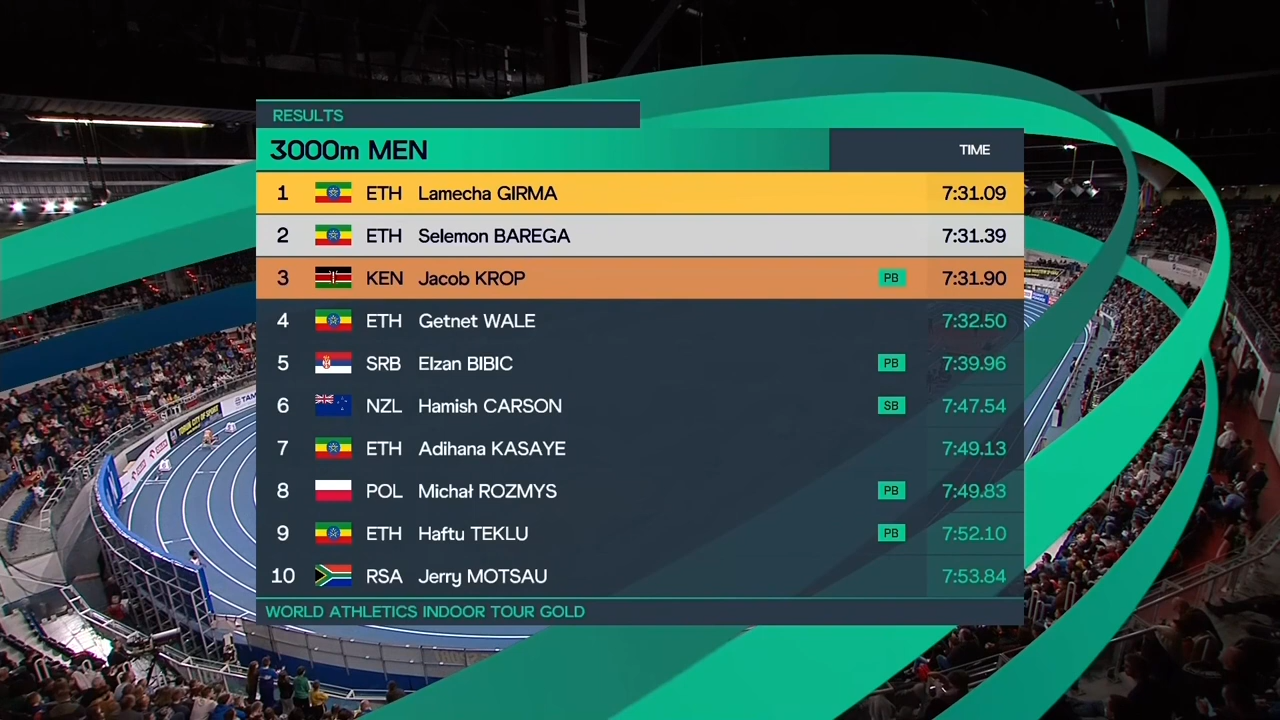 RESULTS
3000m MEN TIME
1 ETH Lamecha GIRMA 7:31.09
2 ETH Selemon BAREGA 7:31.39
3 KEN Jacob KROP PB 7:31.90
4 ETH Getnet WALE 7:32.50
5 SRB Elzan BIBIC PB 7:39.96
6 NZL Hamish CARSON SB 7:47.54
7 ETH Adihana KASAYE 7:49.13
8 POL Michał ROZMYS PB 7:49.83
9 ETH Haftu TEKLU PB 7:52.10
10 RSA Jerry MOTSAU 7:53.84
WORLD ATHLETICS INDOOR TOUR GOLD